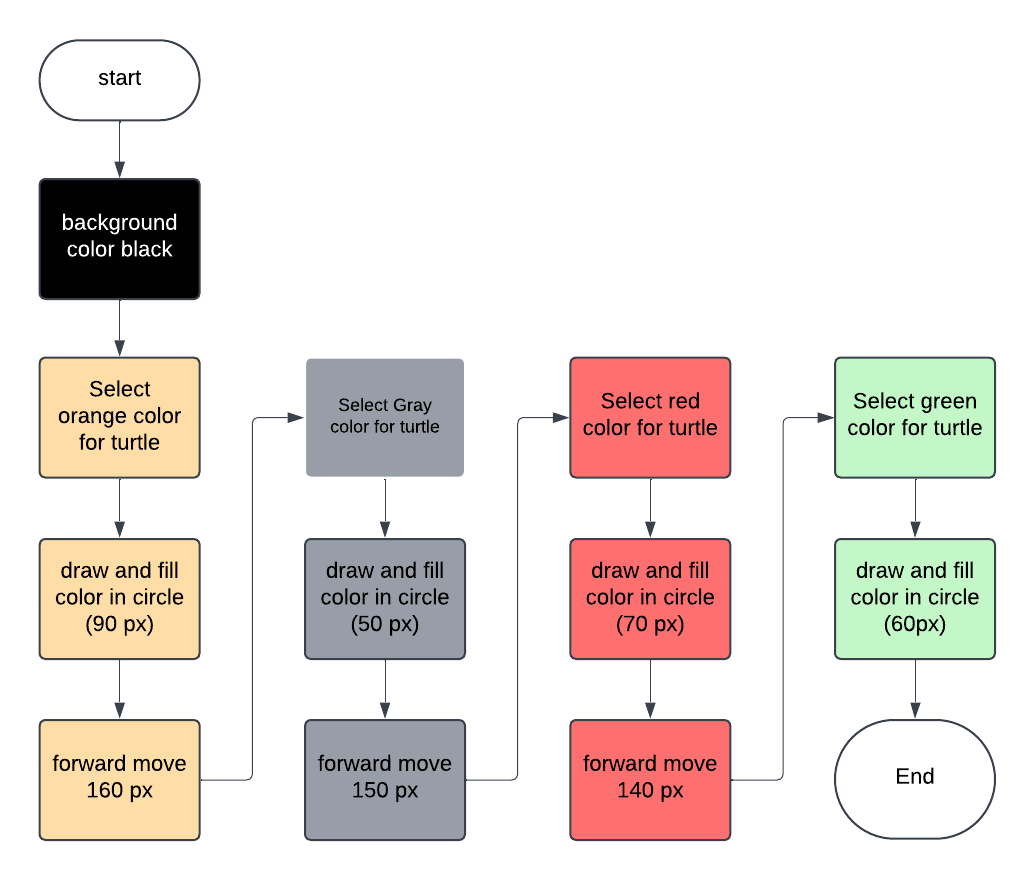 start
background
color black
Select
orange color
for turtle
draw and fill
color in circle
(90 px)
forward move
160 px
Select Gray
color for turtle
draw and fill
color in circle
(50 px)
forward move
150 px
Select red
color for turtle
draw and fill
color in circle
(70 px)
forward move
140 px
Select green
color for turtle
draw and fill
color in circle
(60px)
End